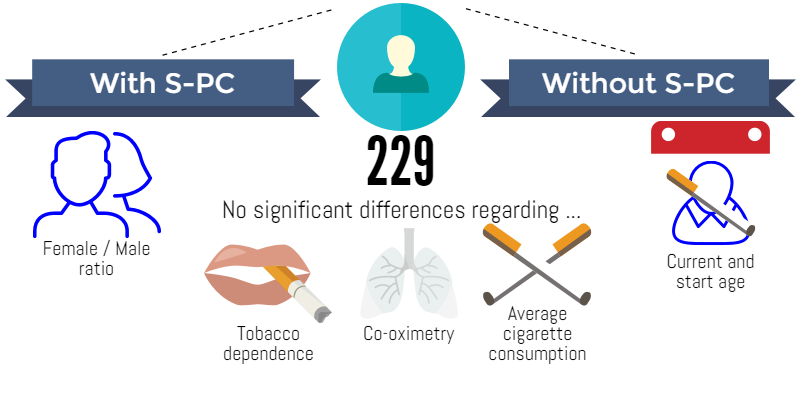 With S-PC
Without S-PC
229
No significant differences regarding ...
Female / Male
ratio
Tobacco
dependence
Co-oximetry
Average
cigarette
consumption
Current and
start age